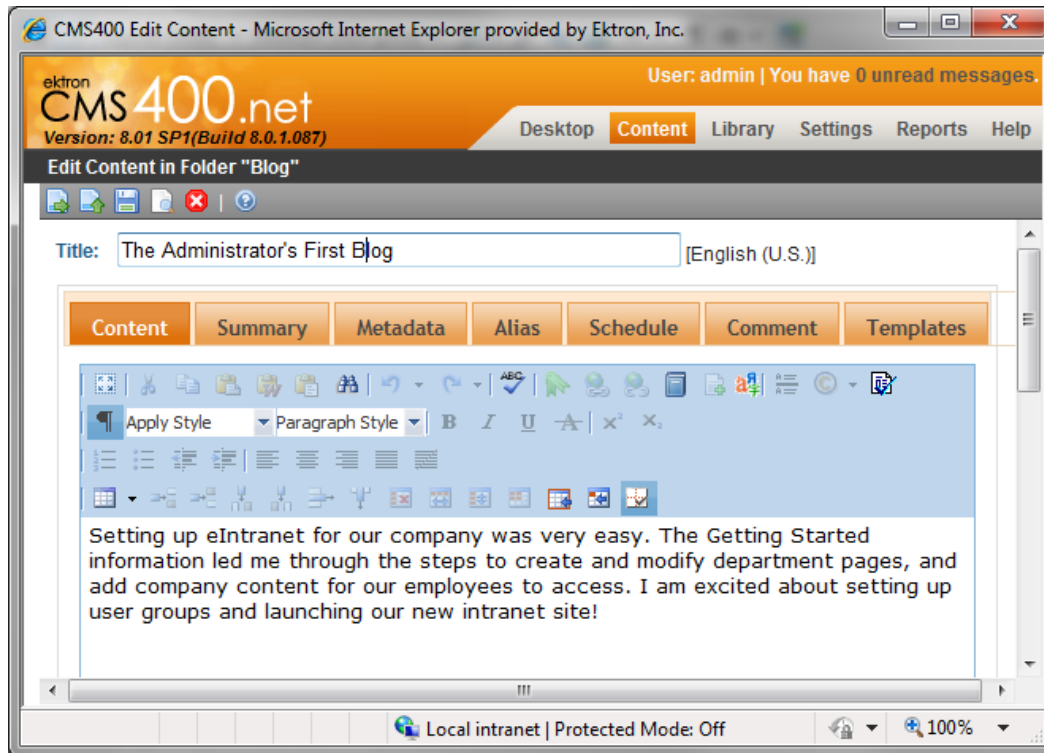 CMS400 Edit Content - Microsoft Internet Explorer provided by Ektron, Inc.
ektron
CMS400.net
User: admin | You have 0 unread messages.
Version: 8.01 SP1(Build 8.0.1.087)
Desktop Content Library Settings Reports Help
Edit Content in Folder "Blog"
Title: The Administrator's First Blog [English (U.S.)]
Content Summary Metadata Alias Schedule Comment Templates
ABC
Apply Style Paragraph Style B I U A x² x₂
Setting up eIntranet for our company was very easy. The Getting Started
information led me through the steps to create and modify department pages, and
add company content for our employees to access. I am excited about setting up
user groups and launching our new intranet site!
Local intranet | Protected Mode: Off 100%